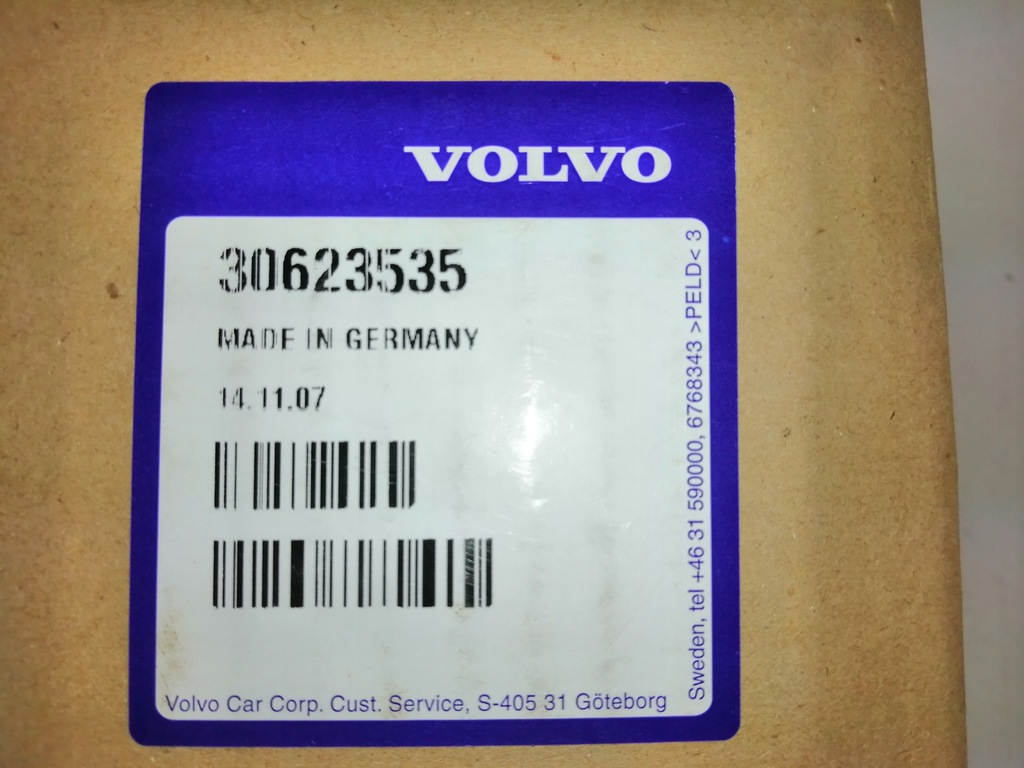 VOLVO
30623535
MADE IN GERMANY
14.11.07
Volvo Car Corp. Cust. Service, S-405 31 Göteborg
Sweden, tel +46 31 590000, 6768343 >PELD< 3